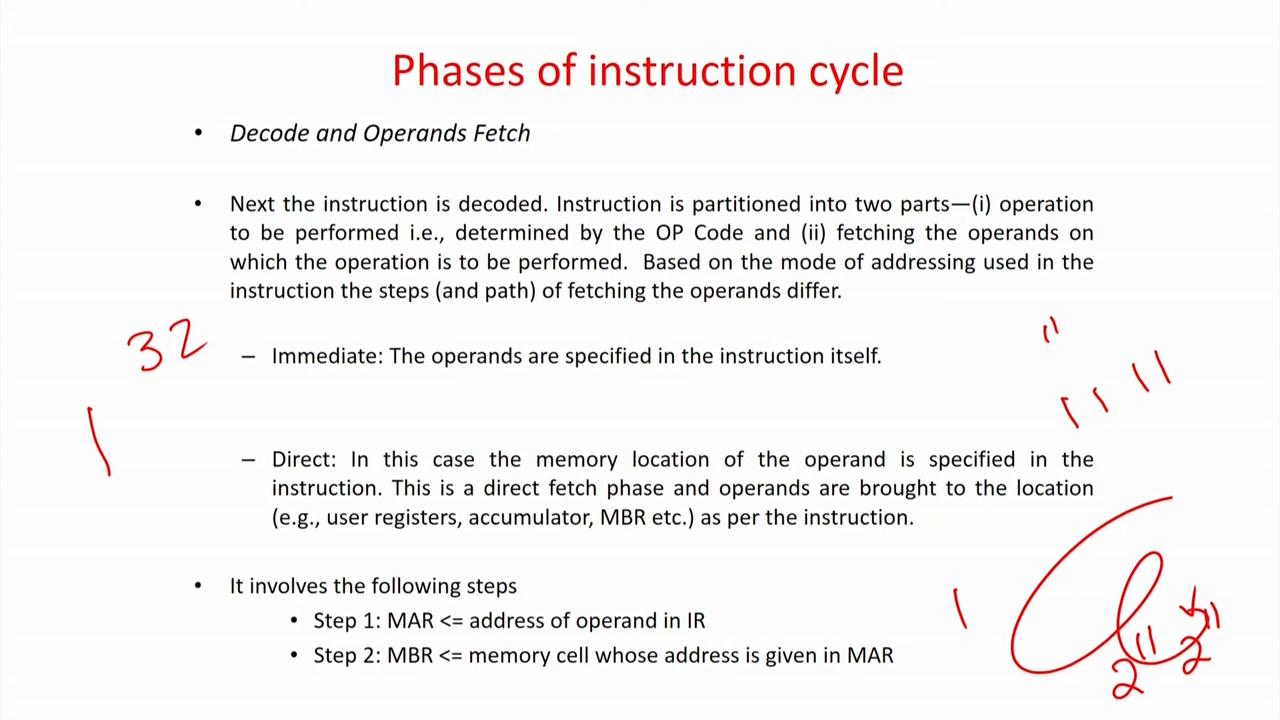 Phases of instruction cycle
• Decode and Operands Fetch
• Next the instruction is decoded. Instruction is partitioned into two parts—(i) operation
to be performed i.e., determined by the OP Code and (ii) fetching the operands on
which the operation is to be performed. Based on the mode of addressing used in the
instruction the steps (and path) of fetching the operands differ.
32
– Immediate: The operands are specified in the instruction itself.
– Direct: In this case the memory location of the operand is specified in the
instruction. This is a direct fetch phase and operands are brought to the location
(e.g., user registers, accumulator, MBR etc.) as per the instruction.
• It involves the following steps
• Step 1: MAR <= address of operand in IR
• Step 2: MBR <= memory cell whose address is given in MAR